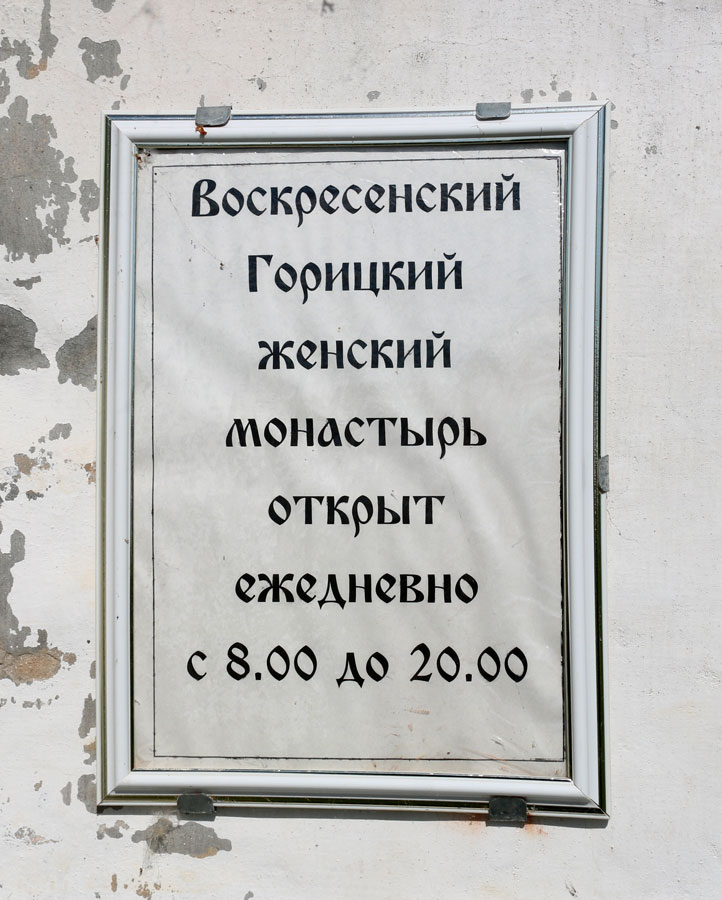 Воскресенский
Горицкий
женский
монастырь
открыт
ежедневно
с 8.00 до 20.00